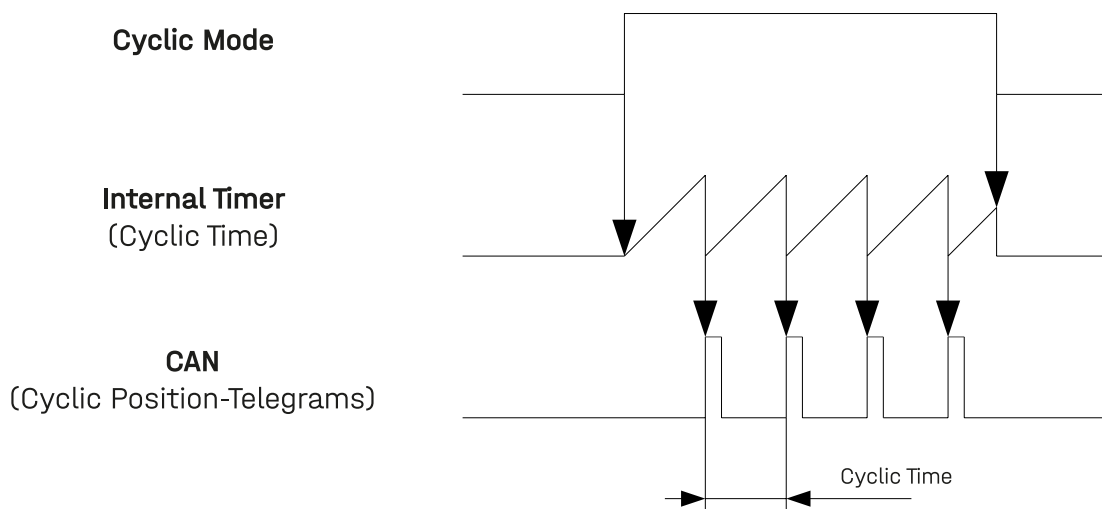 Cyclic Mode
Internal Timer
(Cyclic Time)
CAN
(Cyclic Position-Telegrams)
Cyclic Time